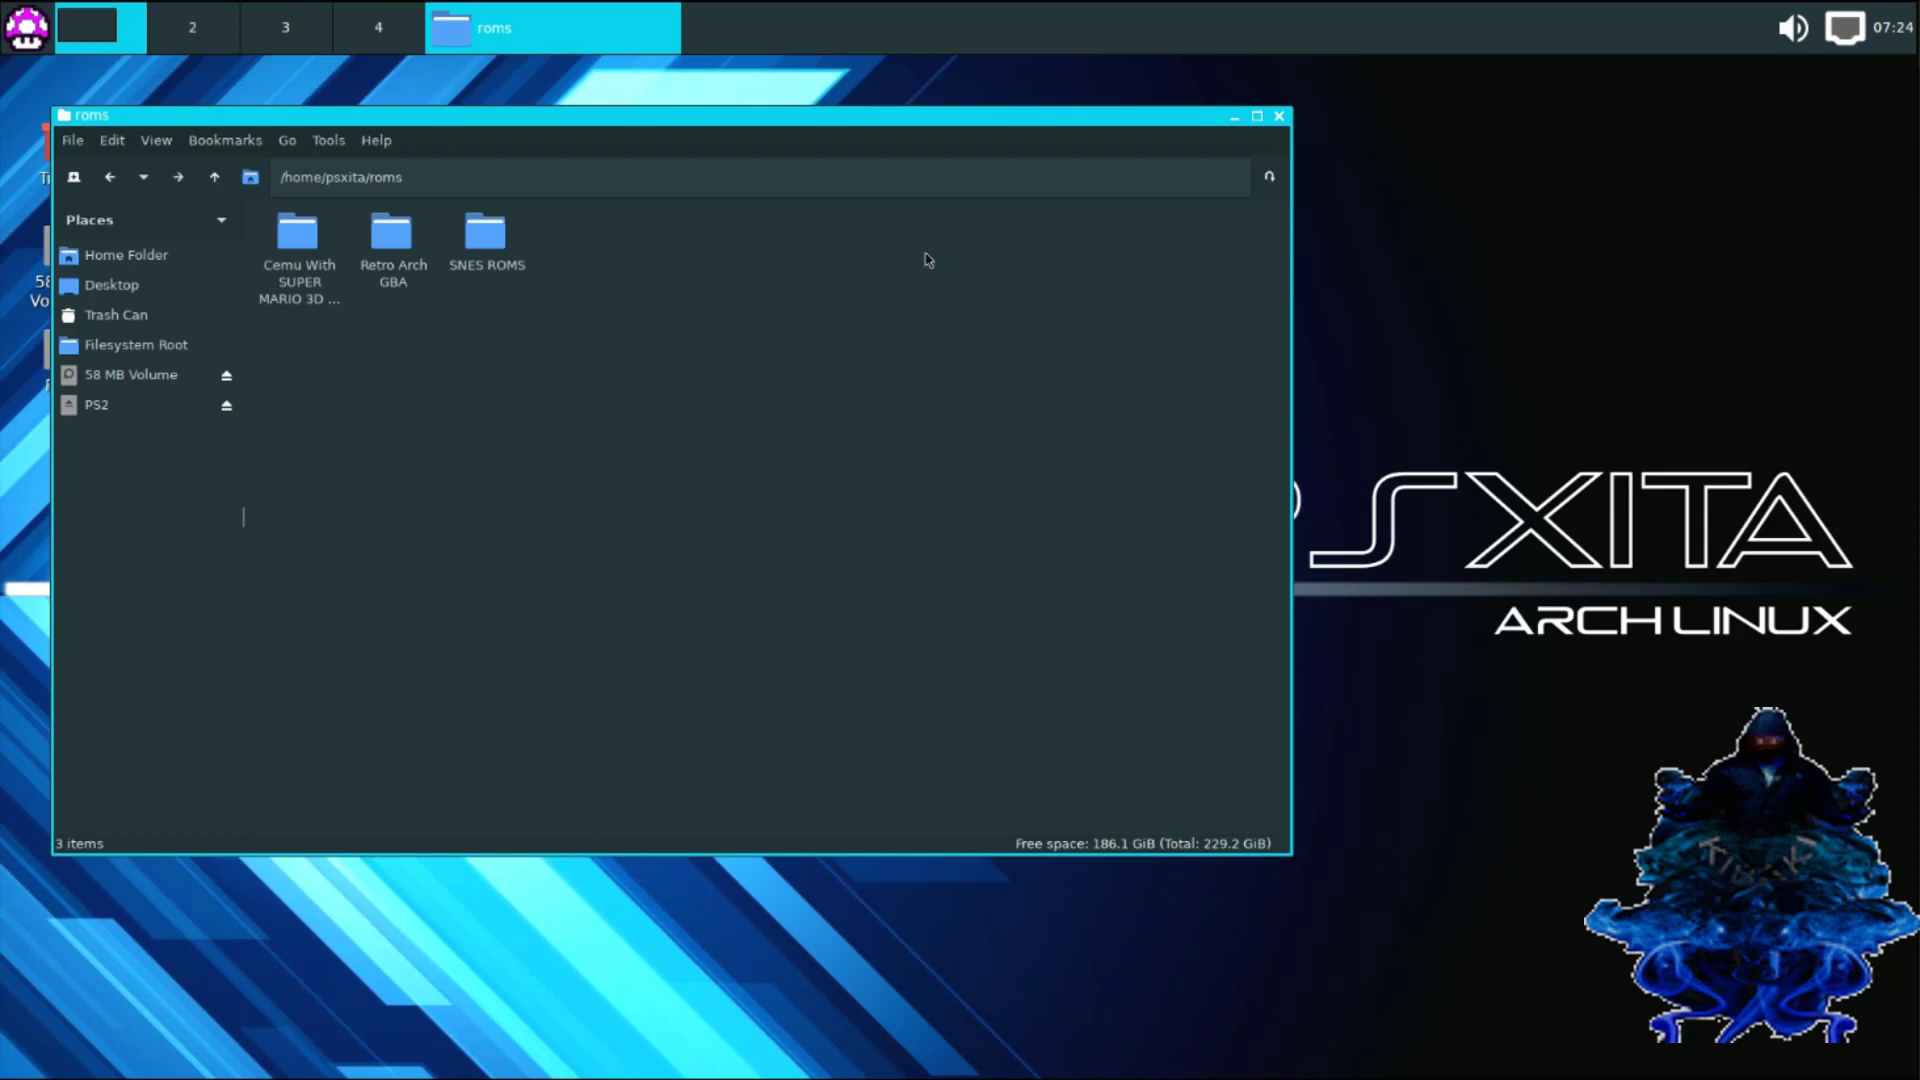 2 3 4 roms 07:24
roms
File Edit View Bookmarks Go Tools Help
/home/psxita/roms
Places
Home Folder
Desktop
Trash Can
Filesystem Root
58 MB Volume
PS2
Cemu With
SUPER
MARIO 3D ...
Retro Arch
GBA
SNES ROMS
3 items
Free space: 186.1 GiB (Total: 229.2 GiB)
SXITA
ARCH LINUX